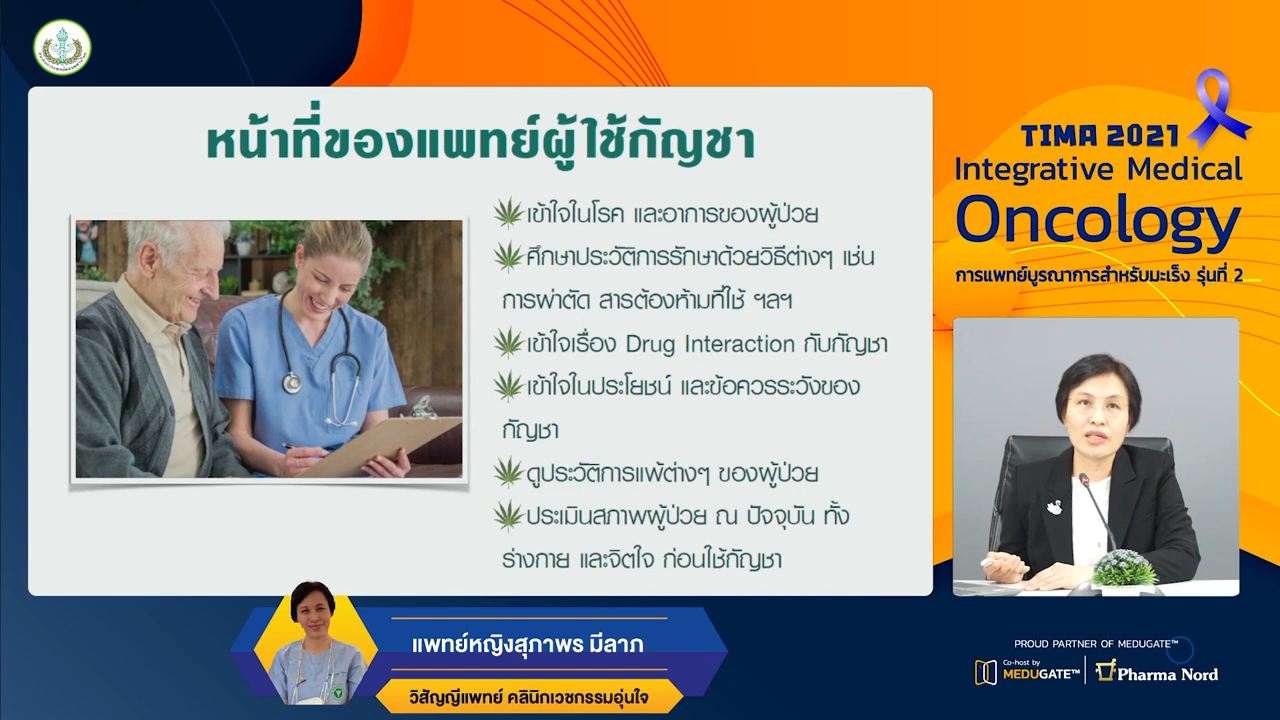 หน้าที่ของแพทย์ผู้ใช้กัญชา
เข้าใจในโรค และอาการของผู้ป่วย
ศึกษาประวัติการรักษาด้วยวิธีต่างๆ เช่น
การผ่าตัด สารต้องห้ามที่ใช้ ฯลฯ
เข้าใจเรื่อง Drug Interaction กับกัญชา
เข้าใจในประโยชน์ และข้อควรระวังของ
กัญชา
ดูประวัติการแพ้ต่างๆ ของผู้ป่วย
ประเมินสภาพผู้ป่วย ณ ปัจจุบัน ทั้ง
ร่างกาย และจิตใจ ก่อนใช้กัญชา
TIMA 2021
Integrative Medical
Oncology
การแพทย์บูรณาการสำหรับมะเร็ง รุ่นที่ 2
แพทย์หญิงสุภาพร มีลาภ
วิสัญญีแพทย์ คลินิกเวชกรรมอุ่นใจ
PROUD PARTNER OF MEDUGATE™
Co-host by
MEDUGATE™
Pharma Nord